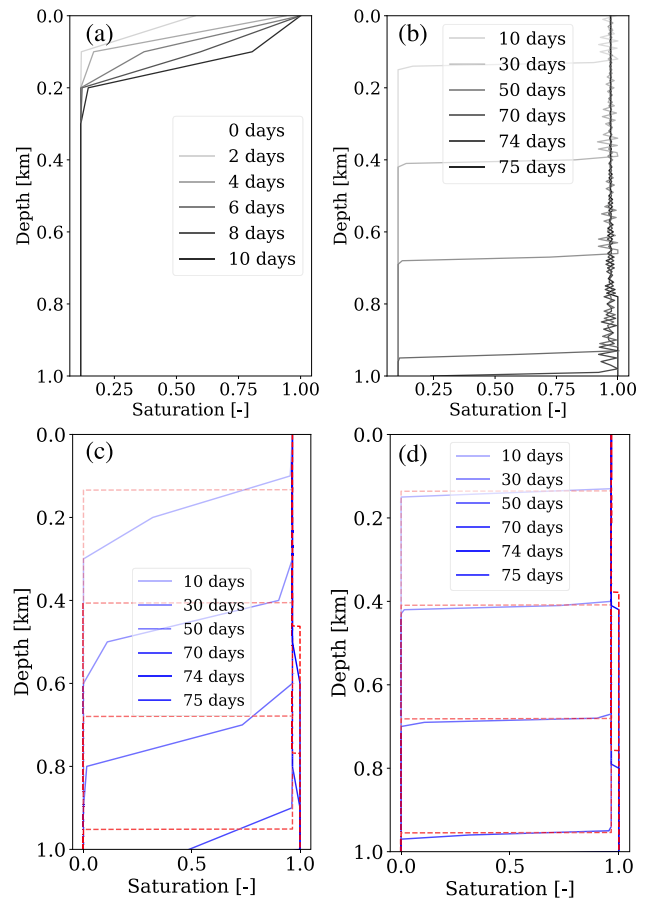 (a)
0.0
0.2
0.4
0.6
0.8
1.0
Depth [km]
0 days
2 days
4 days
6 days
8 days
10 days
0.25 0.50 0.75 1.00
Saturation [-]
(b)
0.0
0.2
0.4
0.6
0.8
1.0
Depth [km]
10 days
30 days
50 days
70 days
74 days
75 days
0.25 0.50 0.75 1.00
Saturation [-]
(c)
0.0
0.2
0.4
0.6
0.8
1.0
Depth [km]
10 days
30 days
50 days
70 days
74 days
75 days
0.0 0.5 1.0
Saturation [-]
(d)
0.0
0.2
0.4
0.6
0.8
1.0
Depth [km]
10 days
30 days
50 days
70 days
74 days
75 days
0.0 0.5 1.0
Saturation [-]